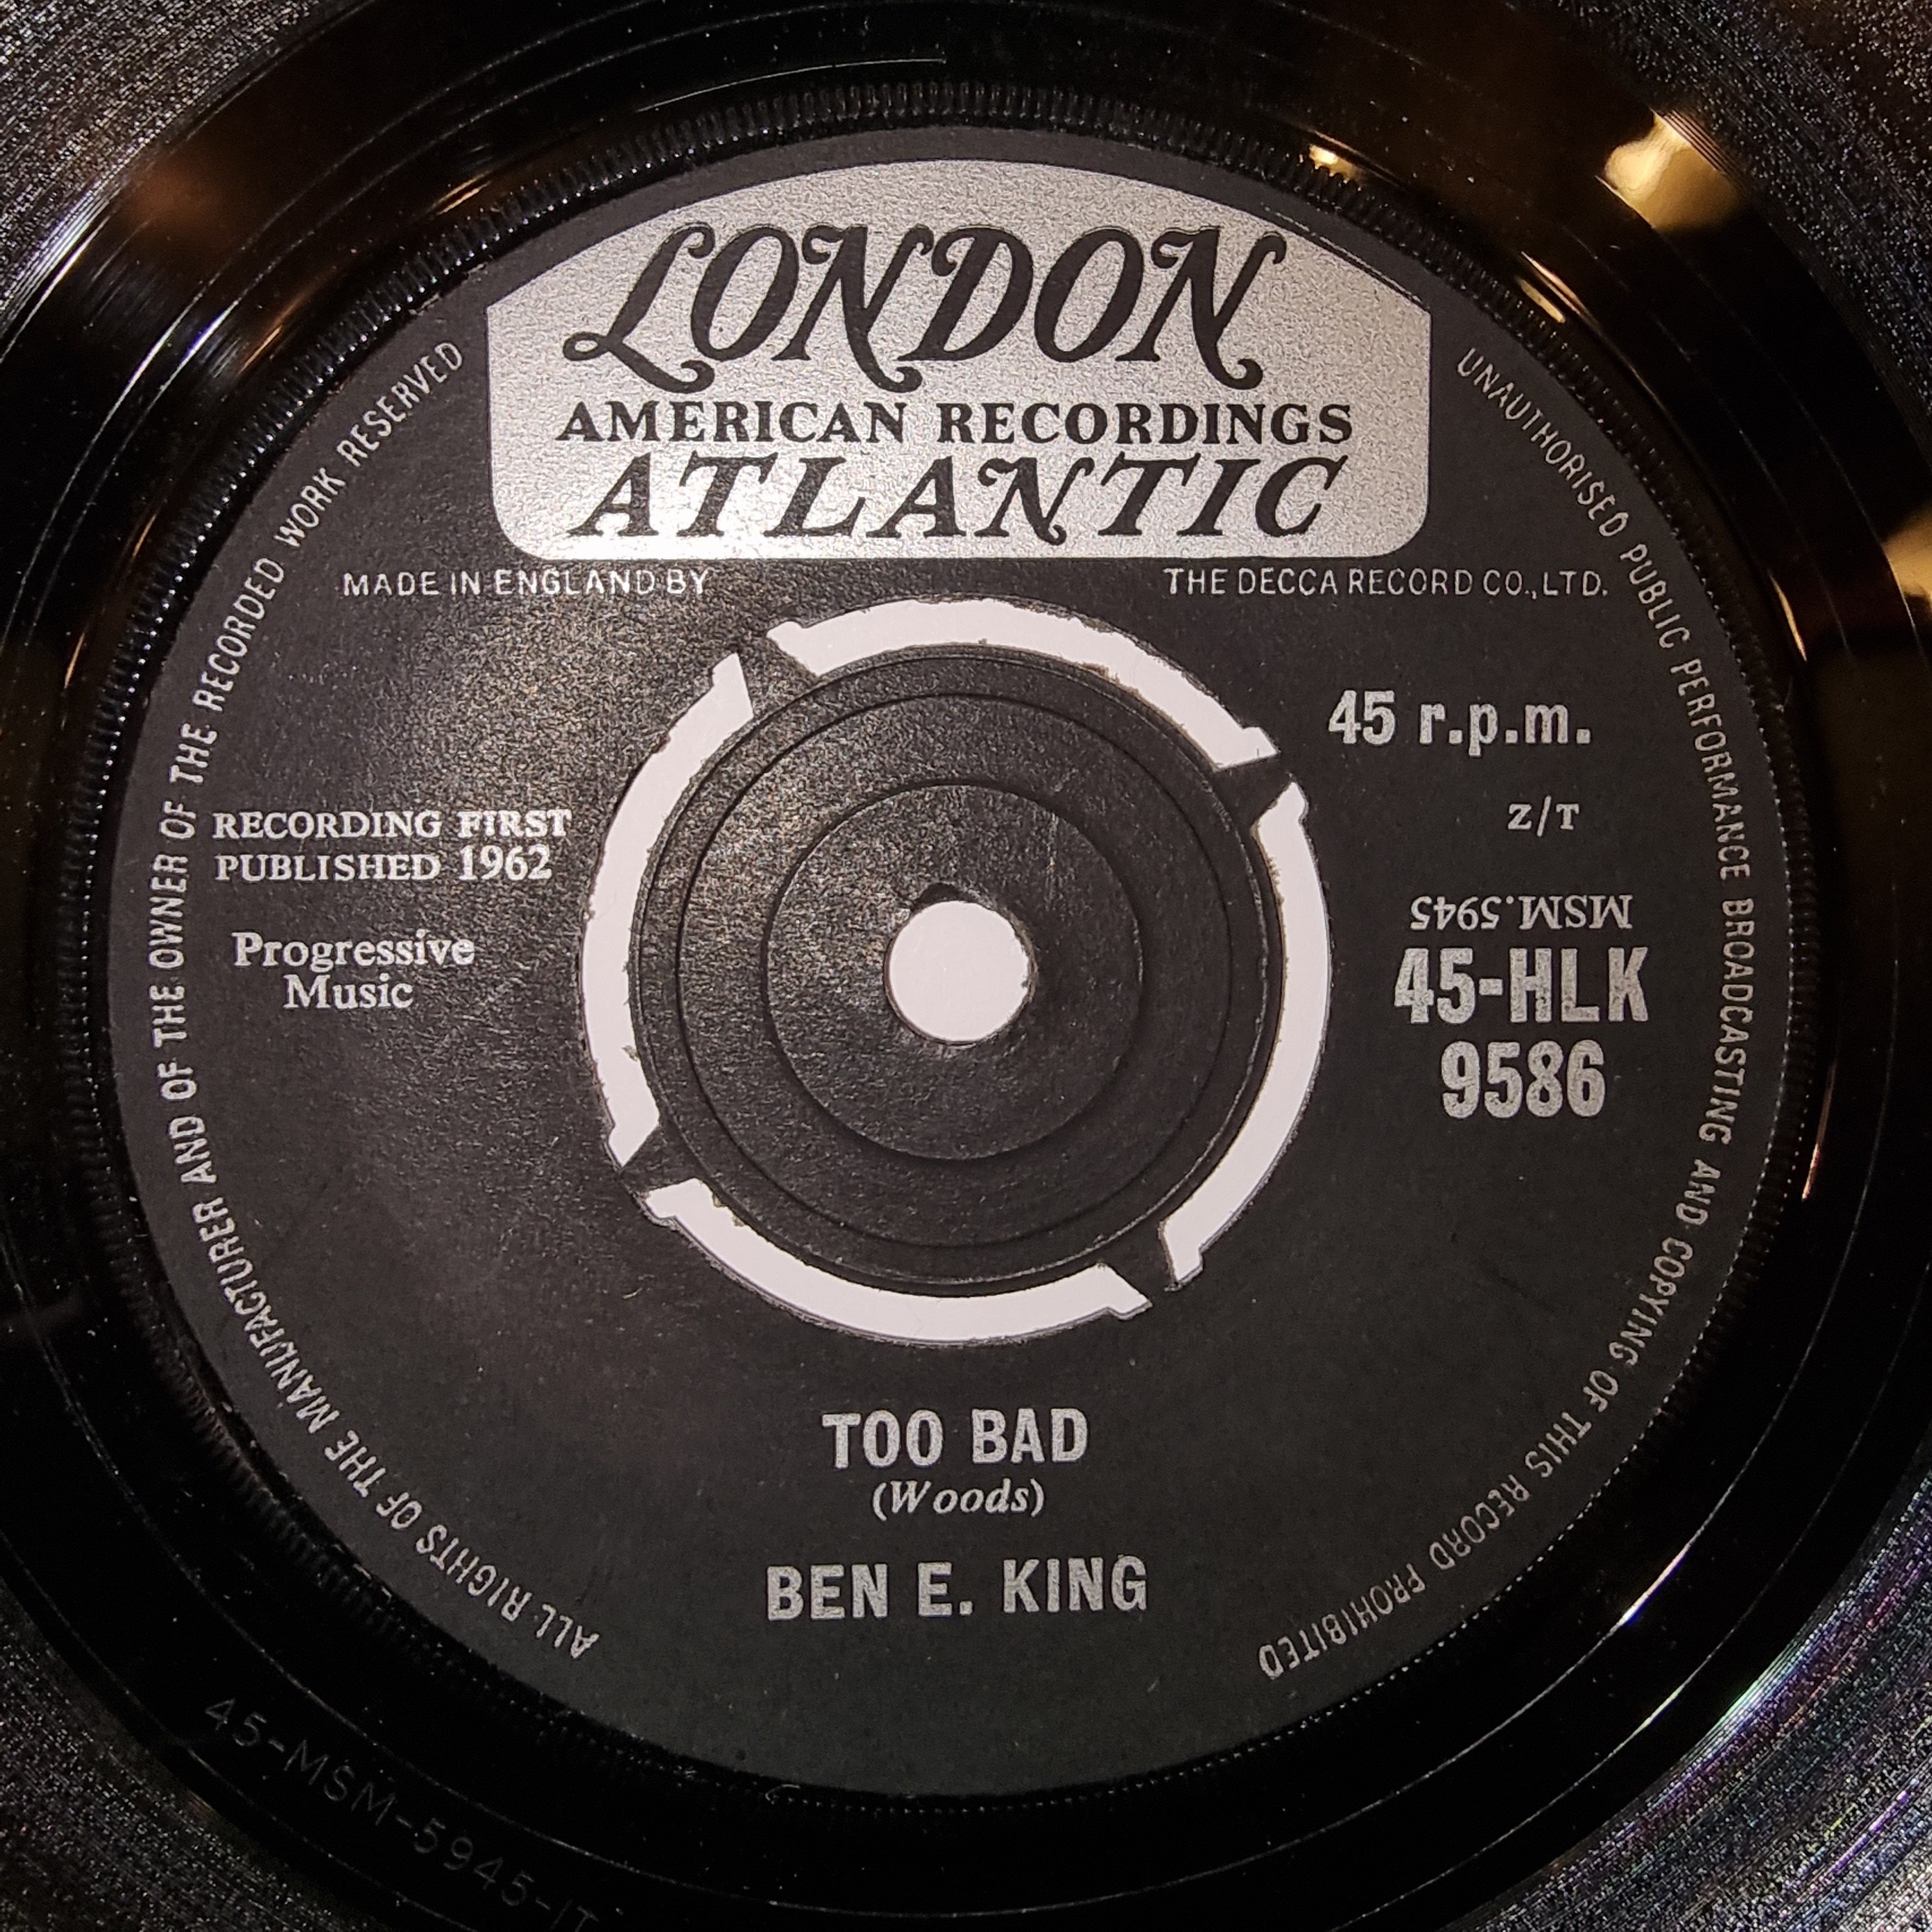 LONDON
AMERICAN RECORDINGS
ATLANTIC
MADE IN ENGLAND BY THE DECCA RECORD CO., LTD.
45 r.p.m.
Z/T
RECORDING FIRST
PUBLISHED 1962
Progressive
Music
MSM.5945
45-HLK
9586
TOO BAD
(Woods)
BEN E. KING
ALL RIGHTS OF THE MANUFACTURER AND OF THE OWNER OF THE RECORDED WORK RESERVED
UNAUTHORISED PUBLIC PERFORMANCE BROADCASTING AND COPYING OF THIS RECORD PROHIBITED
45-MSM-5945-1T